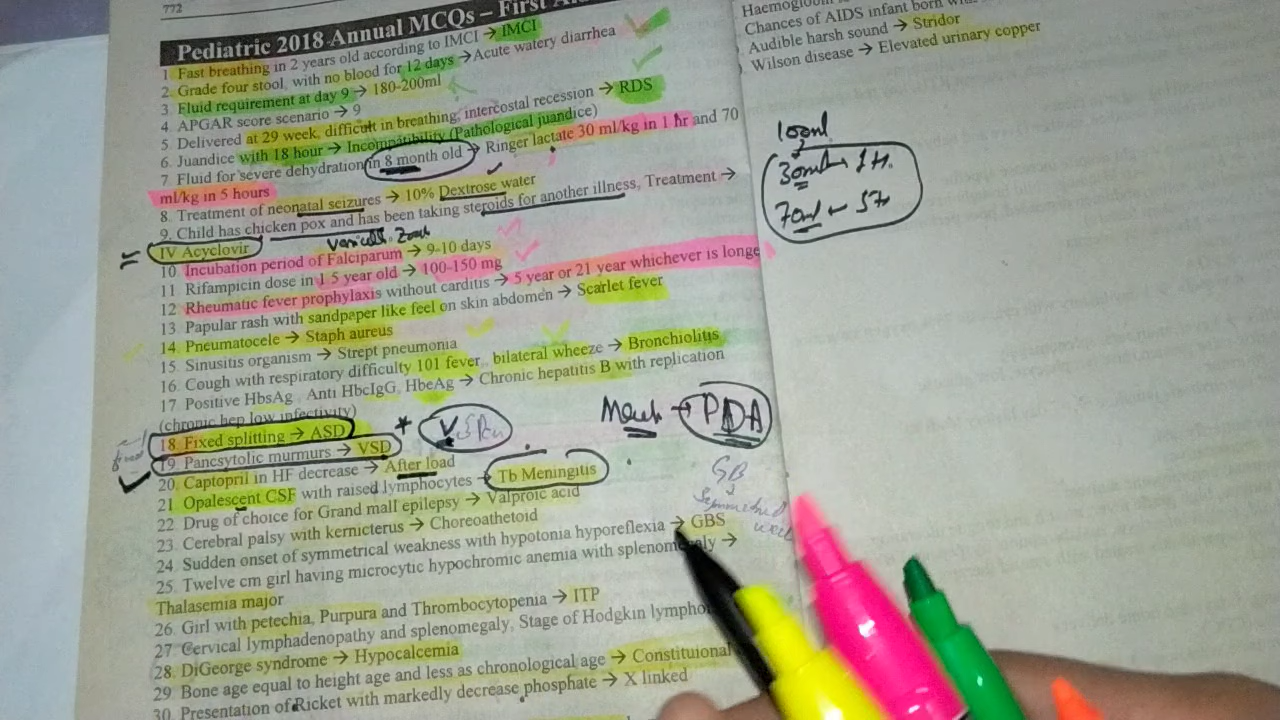 772
Pediatric 2018 Annual MCQs – First
1 Fast breathing in 2 years old according to IMCI → IMCI
2. Grade four stool, with no blood for 12 days → Acute watery diarrhea
3. Fluid requirement at day 9 → 180-200ml
4. APGAR score scenario → 9
5. Delivered at 29 week, difficult in breathing, intercostal recession → RDS
6. Juandice with 18 hour → Incompatibility (Pathological juandice)
7. Fluid for severe dehydration in 8 month old → Ringer lactate 30 ml/kg in 1 hr and 70
ml/kg in 5 hours
8. Treatment of neonatal seizures → 10% Dextrose water
9. Child has chicken pox and has been taking steroids for another illness, Treatment →
IV Acyclovir
10. Incubation period of Falciparum → 9-10 days
11. Rifampicin dose in 1 5 year old → 100-150 mg
12. Rheumatic fever prophylaxis without carditis → 5 year or 21 year whichever is longe
13. Papular rash with sandpaper like feel on skin abdomen → Scarlet fever
14. Pneumatocele → Staph aureus
15. Sinusitis organism → Strept pneumonia
16. Cough with respiratory difficulty 101 fever, bilateral wheeze → Bronchiolitis
17. Positive HbsAg , Anti HbcIgG, HbeAg → Chronic hepatitis B with replication
(chronic hep low infectivity)
18 Fixed splitting → ASD
19. Pancsytolic murmurs → VSD
20. Captopril in HF decrease → After load
21 Opalescent CSF with raised lymphocytes → Tb Meningitis
22. Drug of choice for Grand mall epilepsy → Valproic acid
23. Cerebral palsy with kernicterus → Choreoathetoid
24. Sudden onset of symmetrical weakness with hypotonia hyporeflexia → GBS
25. Twelve cm girl having microcytic hypochromic anemia with splenomegaly →
Thalasemia major
26. Girl with petechia, Purpura and Thrombocytopenia → ITP
27. Cervical lymphadenopathy and splenomegaly, Stage of Hodgkin lympho
28. DiGeorge syndrome → Hypocalcemia
29 Bone age equal to height age and less as chronological age → Constituional
30. Presentation of Ricket with markedly decrease phosphate → X linked
Chances of AIDS infant born
Audible harsh sound → Stridor
Wilson disease → Elevated urinary copper
100ml
30ml → 1H.
70ml
→ PDA
GB